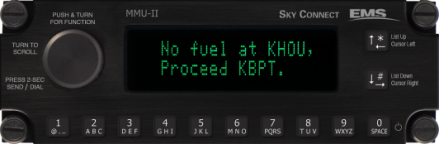 PUSH & TURN
FOR FUNCTION
MMU-II
SKY CONNECT EMS
TURN TO
SCROLL
PRESS 2-SEC
SEND / DIAL
No fuel at KHOU,
Proceed KBPT.
↑ * List Up
← Cursor Left
↓ # List Down
→ Cursor Right
1 2 3 4 5 6 7 8 9 0
ABC DEF GHI JKL MNO PQRS TUV WXYZ SPACE